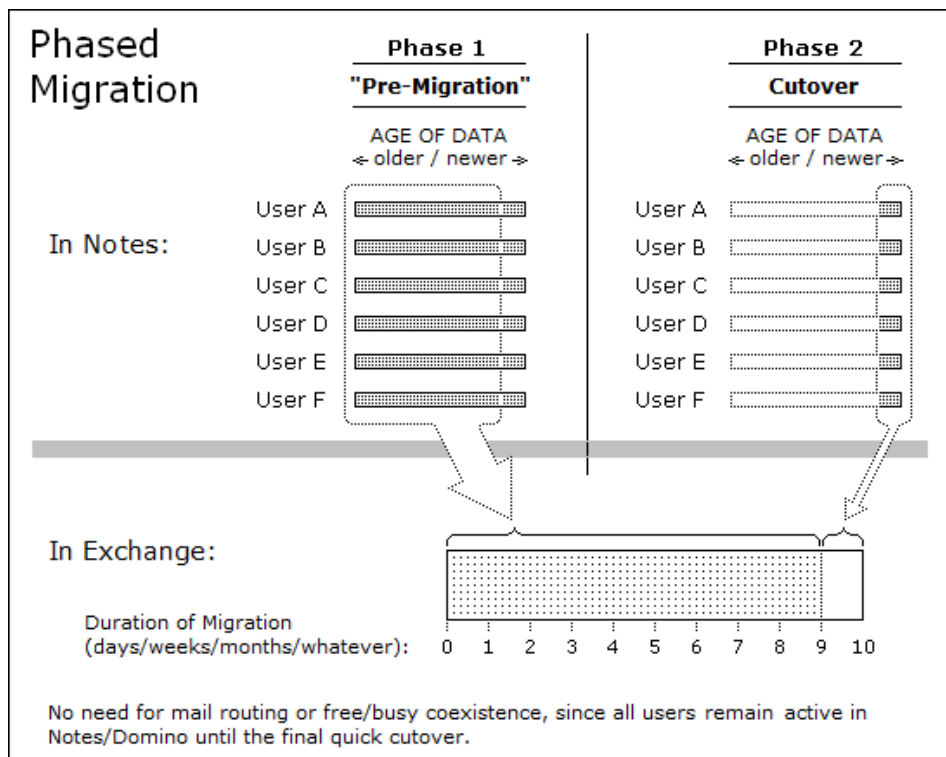 Phased
Migration
Phase 1
"Pre-Migration"
AGE OF DATA
older / newer
Phase 2
Cutover
AGE OF DATA
older / newer
In Notes:
User A
User B
User C
User D
User E
User F
User A
User B
User C
User D
User E
User F
In Exchange:
Duration of Migration
(days/weeks/months/whatever):
0 1 2 3 4 5 6 7 8 9 10
No need for mail routing or free/busy coexistence, since all users remain active in
Notes/Domino until the final quick cutover.